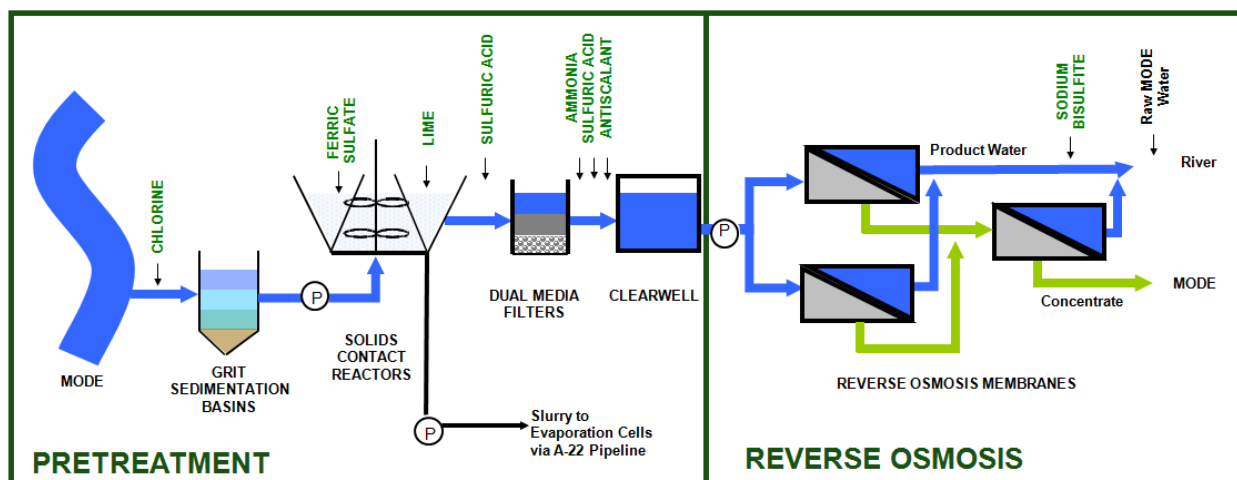 MODE
CHLORINE
GRIT
SEDIMENTATION
BASINS
P
FERRIC
SULFATE
LIME
SOLIDS
CONTACT
REACTORS
P
Slurry to
Evaporation Cells
via A-22 Pipeline
SULFURIC ACID
DUAL MEDIA
FILTERS
AMMONIA
SULFURIC ACID
ANTISCALANT
CLEARWELL
PRETREATMENT
P
Product Water
SODIUM
BISULFITE
Raw MODE
Water
River
MODE
Concentrate
REVERSE OSMOSIS MEMBRANES
REVERSE OSMOSIS